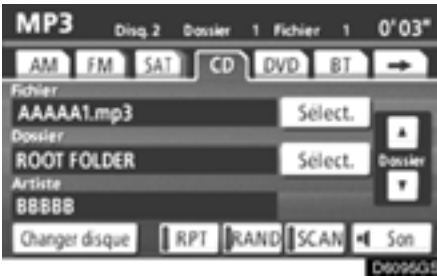 MP3 Disq.2 Dossier 1 Fichier 1 0'03"
AM FM SAT CD DVD BT
Fichier
AAAAA1.mp3 Sélect.
Dossier
ROOT FOLDER Sélect. Dossier
Artiste
BBBBB
Changer disque RPT RAND SCAN Son
D6095GS